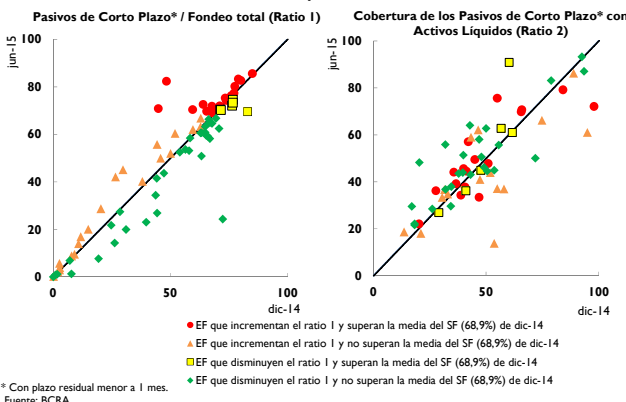 Pasivos de Corto Plazo* / Fondeo total (Ratio 1)
jun-15
100
80
60
40
20
0
0
50
100
dic-14
Cobertura de los Pasivos de Corto Plazo* con
Activos Líquidos (Ratio 2)
jun-15
100
80
60
40
20
0
0
50
100
dic-14
EF que incrementan el ratio 1 y superan la media del SF (68,9%) de dic-14
EF que incrementan el ratio 1 y no superan la media del SF (68,9%) de dic-14
EF que disminuyen el ratio 1 y superan la media del SF (68,9%) de dic-14
EF que disminuyen el ratio 1 y no superan la media del SF (68,9%) de dic-14
* Con plazo residual menor a 1 mes.
Fuente: BCRA